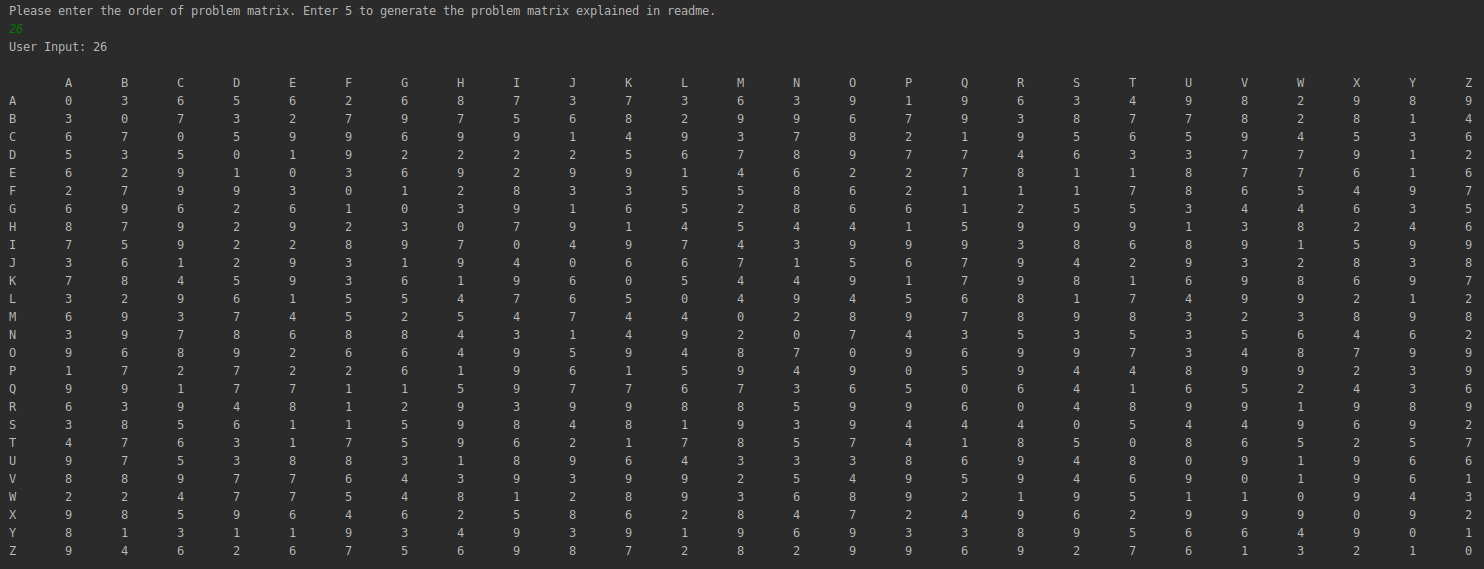 Please enter the order of problem matrix. Enter 5 to generate the problem matrix explained in readme.
26
User Input: 26
A B C D E F G H I J K L M N O P Q R S T U V W X Y Z
A 0 3 6 5 6 2 6 8 7 3 7 3 6 3 9 1 9 6 3 4 9 8 2 9 8 9
B 3 0 7 3 2 7 9 7 5 6 8 2 9 9 6 7 9 3 8 7 7 8 2 8 1 4
C 6 7 0 5 9 9 6 9 9 1 4 9 3 7 8 2 1 9 5 6 5 9 4 5 3 6
D 5 3 5 0 1 9 2 2 2 2 5 6 7 8 9 7 7 4 6 3 3 7 7 9 1 2
E 6 2 9 1 0 3 6 9 2 9 9 1 4 6 2 2 7 8 1 1 8 7 7 6 1 6
F 2 7 9 9 3 0 1 2 8 3 3 5 5 8 6 2 1 1 1 7 8 6 5 4 9 7
G 6 9 6 2 6 1 0 3 9 1 6 5 2 8 6 6 1 2 5 5 3 4 4 6 3 5
H 8 7 9 2 9 2 3 0 7 9 1 4 5 4 4 1 5 9 9 9 1 3 8 2 4 6
I 7 5 9 2 2 8 9 7 0 4 9 7 4 3 9 9 9 3 8 6 8 9 1 5 9 9
J 3 6 1 2 9 3 1 9 4 0 6 6 7 1 5 6 7 9 4 2 9 3 2 8 3 8
K 7 8 4 5 9 3 6 1 9 6 0 5 4 4 9 1 7 9 8 1 6 9 8 6 9 7
L 3 2 9 6 1 5 5 4 7 6 5 0 4 9 4 5 6 8 1 7 4 9 9 2 1 2
M 6 9 3 7 4 5 2 5 4 7 4 4 0 2 8 9 7 8 9 8 3 2 3 8 9 8
N 3 9 7 8 6 8 8 4 3 1 4 9 2 0 7 4 3 5 3 5 3 5 6 4 6 2
O 9 6 8 9 2 6 6 4 9 5 9 4 8 7 0 9 6 9 9 7 3 4 8 7 9 9
P 1 7 2 7 2 2 6 1 9 6 1 5 9 4 9 0 5 9 4 4 8 9 9 2 3 9
Q 9 9 1 7 7 1 1 5 9 7 7 6 7 3 6 5 0 6 4 1 6 5 2 4 3 6
R 6 3 9 4 8 1 2 9 3 9 9 8 8 5 9 9 6 0 4 8 9 9 1 9 8 9
S 3 8 5 6 1 1 5 9 8 4 8 1 9 3 9 4 4 4 0 5 4 4 9 6 9 2
T 4 7 6 3 1 7 5 9 6 2 1 7 8 5 7 4 1 8 5 0 8 6 5 2 5 7
U 9 7 5 3 8 8 3 1 8 9 6 4 3 3 3 8 6 9 4 8 0 9 1 9 6 6
V 8 8 9 7 7 6 4 3 9 3 9 9 2 5 4 9 5 9 4 6 9 0 1 9 6 1
W 2 2 4 7 7 5 4 8 1 2 8 9 3 6 8 9 2 1 9 5 1 1 0 9 4 3
X 9 8 5 9 6 4 6 2 5 8 6 2 8 4 7 2 4 9 6 2 9 9 9 0 9 2
Y 8 1 3 1 1 9 3 4 9 3 9 1 9 6 9 3 3 8 9 5 6 6 4 9 0 1
Z 9 4 6 2 6 7 5 6 9 8 7 2 8 2 9 9 6 9 2 7 6 1 3 2 1 0